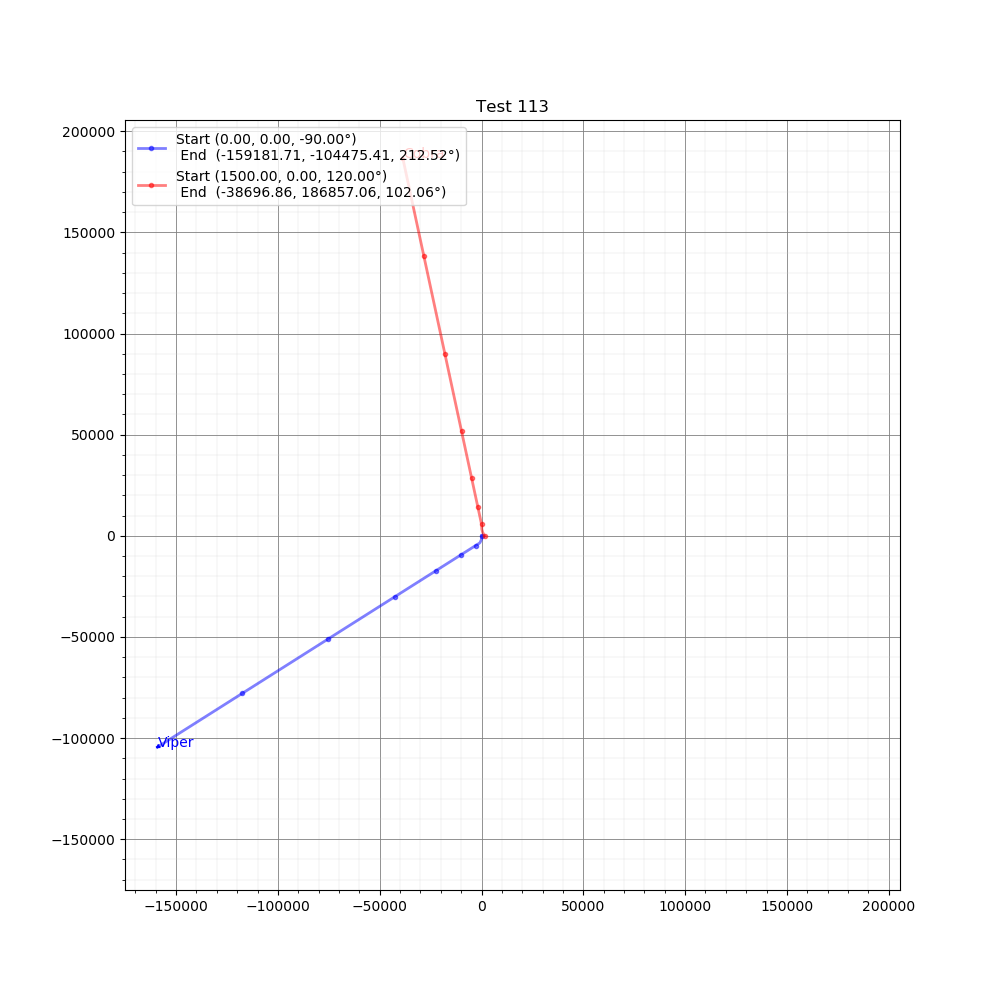 Test 113
200000
150000
100000
50000
0
−50000
−100000
−150000
Start (0.00, 0.00, -90.00°)
End (-159181.71, -104475.41, 212.52°)
Start (1500.00, 0.00, 120.00°)
End (-38696.86, 186857.06, 102.06°)
Viper
−150000 −100000 −50000 0 50000 100000 150000 200000